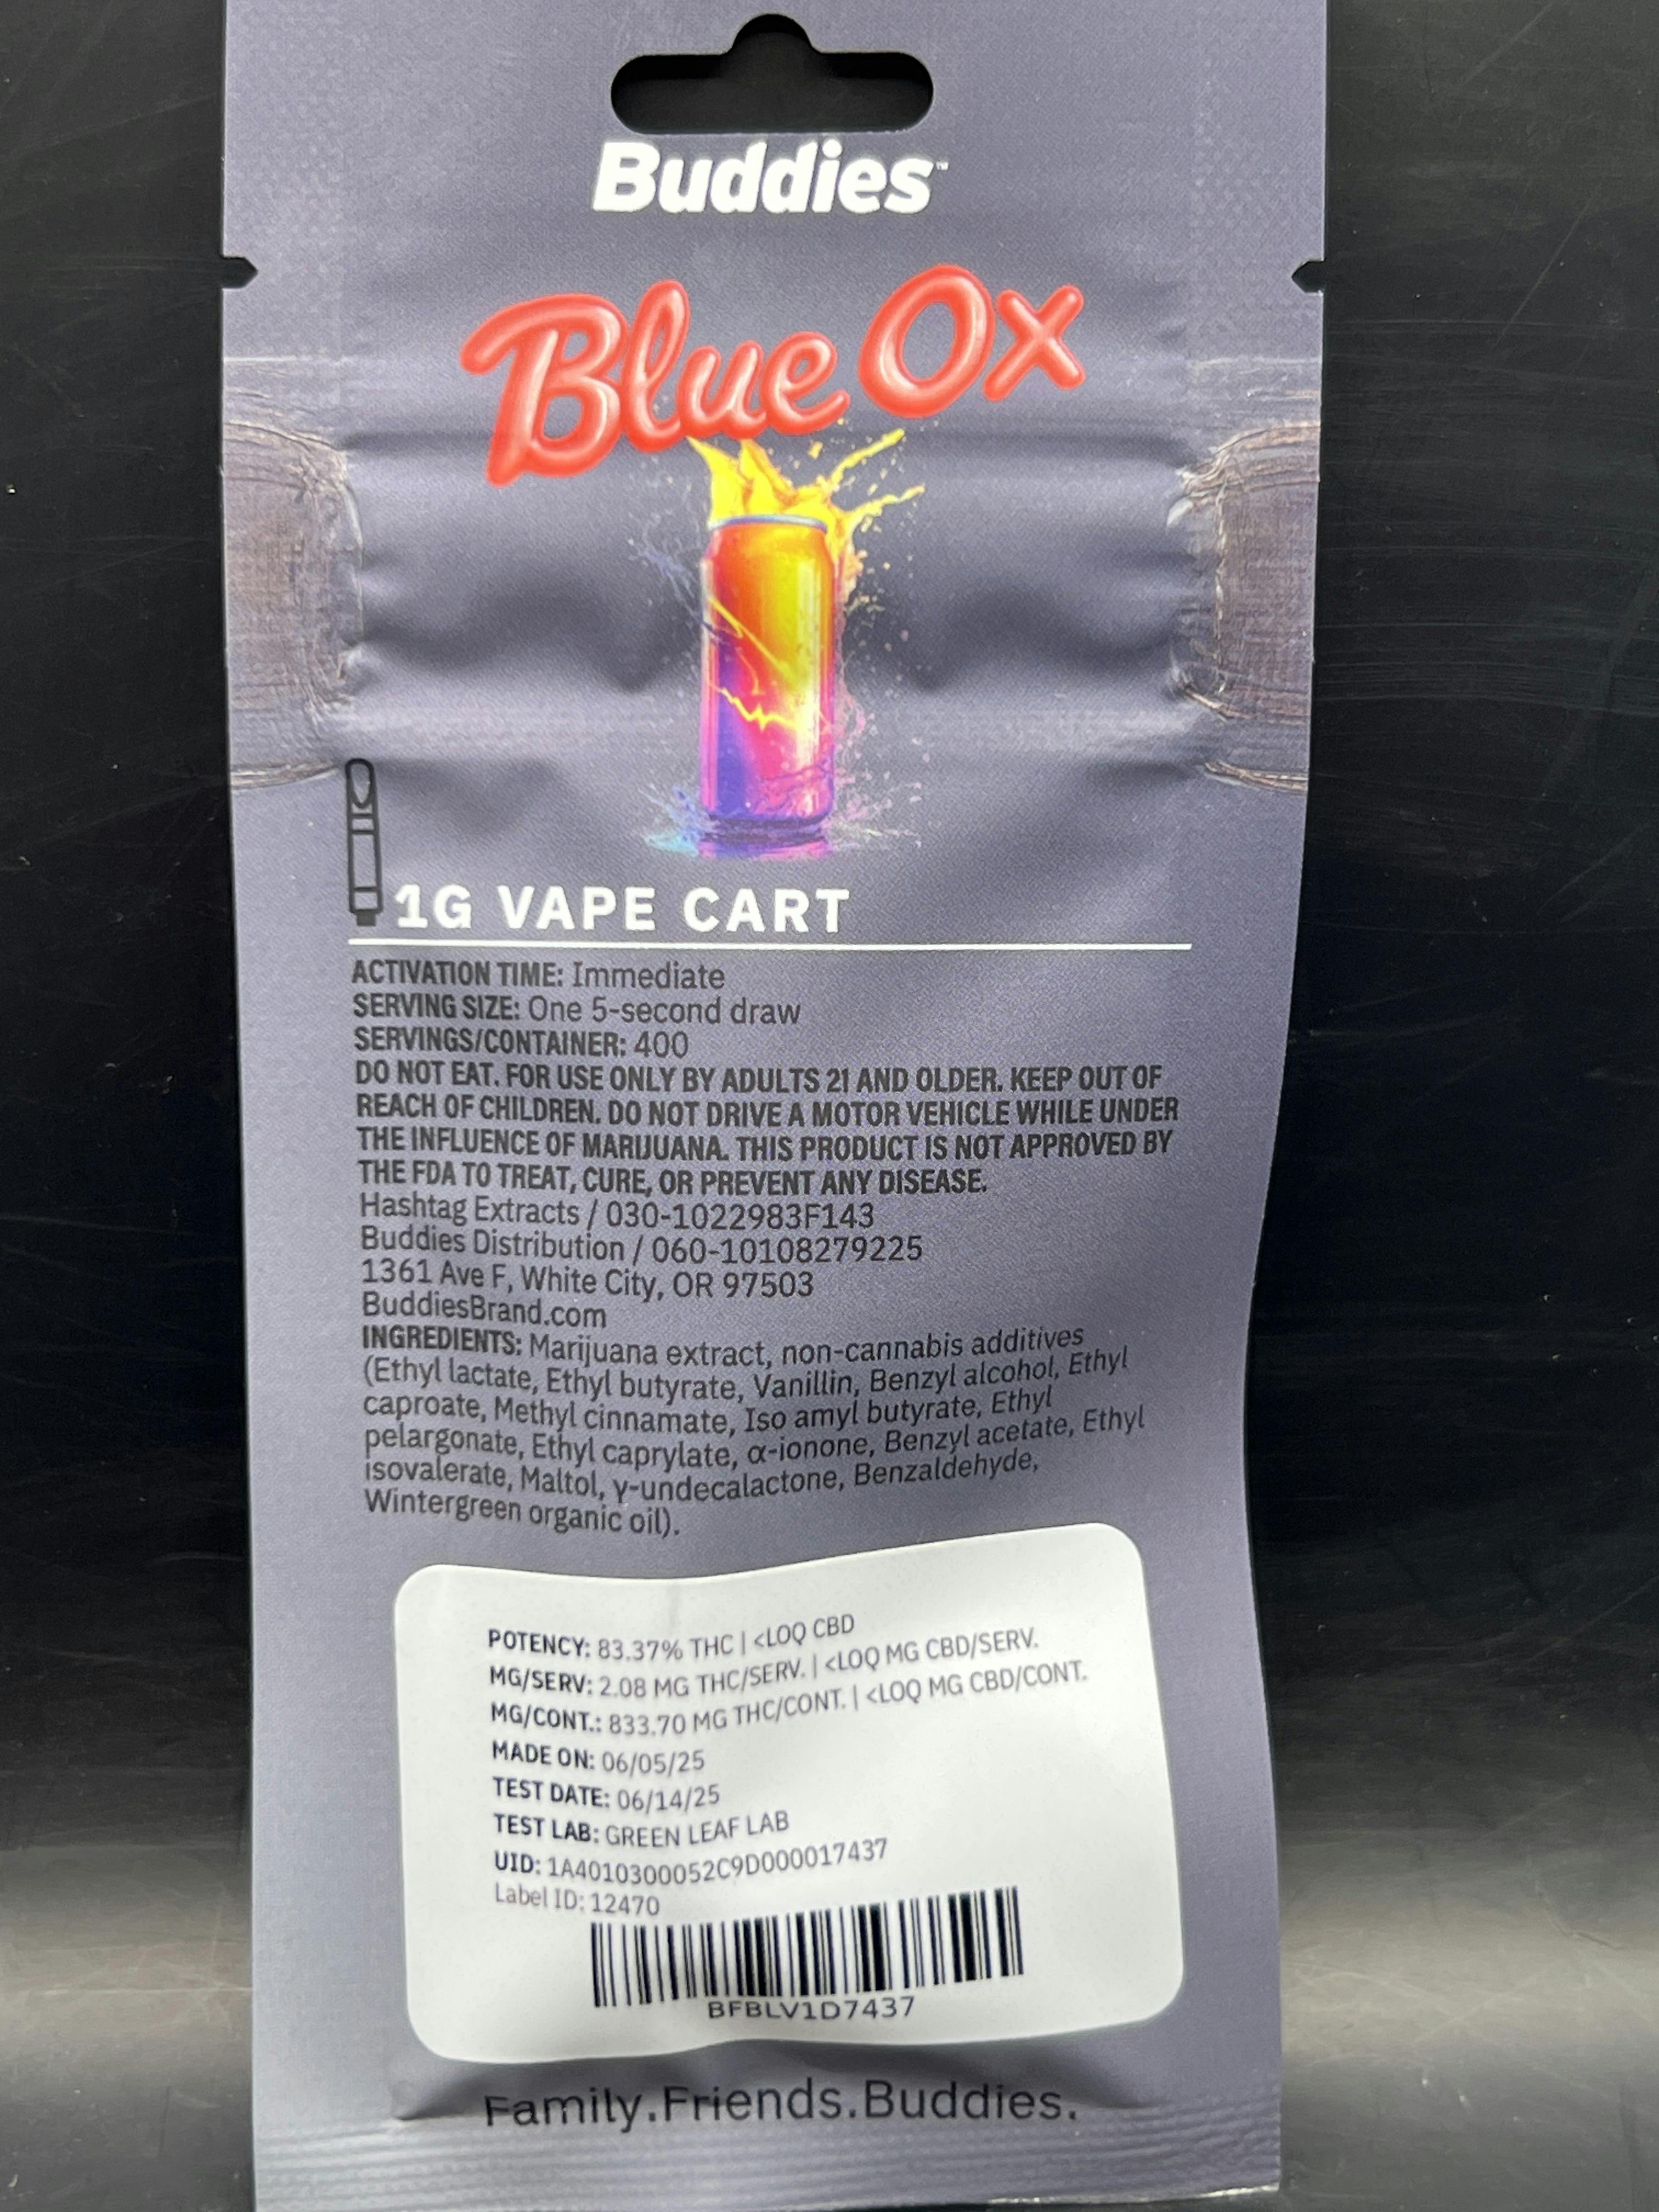 Buddies™
Blue Ox
1G VAPE CART
ACTIVATION TIME: Immediate
SERVING SIZE: One 5-second draw
SERVINGS/CONTAINER: 400
DO NOT EAT. FOR USE ONLY BY ADULTS 21 AND OLDER. KEEP OUT OF
REACH OF CHILDREN. DO NOT DRIVE A MOTOR VEHICLE WHILE UNDER
THE INFLUENCE OF MARIJUANA. THIS PRODUCT IS NOT APPROVED BY
THE FDA TO TREAT, CURE, OR PREVENT ANY DISEASE.
Hashtag Extracts / 030-1022983F143
Buddies Distribution / 060-10108279225
1361 Ave F, White City, OR 97503
BuddiesBrand.com
INGREDIENTS: Marijuana extract, non-cannabis additives
(Ethyl lactate, Ethyl butyrate, Vanillin, Benzyl alcohol, Ethyl
caproate, Methyl cinnamate, Iso amyl butyrate, Ethyl
pelargonate, Ethyl caprylate, α-ionone, Benzyl acetate, Ethyl
isovalerate, Maltol, γ-undecalactone, Benzaldehyde,
Wintergreen organic oil).
POTENCY: 83.37% THC | <LOQ CBD
MG/SERV: 2.08 MG THC/SERV. | <LOQ MG CBD/SERV.
MG/CONT.: 833.70 MG THC/CONT. | <LOQ MG CBD/CONT.
MADE ON: 06/05/25
TEST DATE: 06/14/25
TEST LAB: GREEN LEAF LAB
UID: 1A4010300052C9D000017437
Label ID: 12470
BFBLV1D7437
Family.Friends.Buddies.